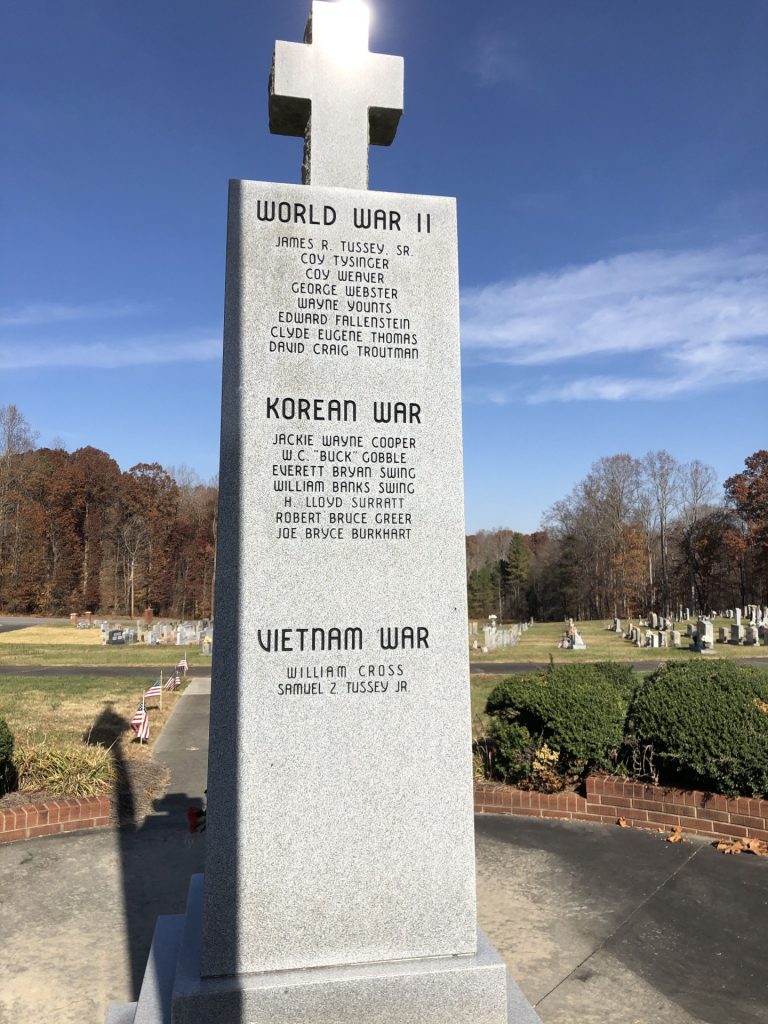 WORLD WAR II
JAMES R. TUSSEY, SR.
COY TYSINGER
COY WEAVER
GEORGE WEBSTER
WAYNE YOUNTS
EDWARD FALLENSTEIN
CLYDE EUGENE THOMAS
DAVID CRAIG TROUTMAN
KOREAN WAR
JACKIE WAYNE COOPER
W.C. "BUCK" GOBBLE
EVERETT BRYAN SWING
WILLIAM BANKS SWING
H. LLOYD SURRATT
ROBERT BRUCE GREER
JOE BRYCE BURKHART
VIETNAM WAR
WILLIAM CROSS
SAMUEL Z. TUSSEY JR.